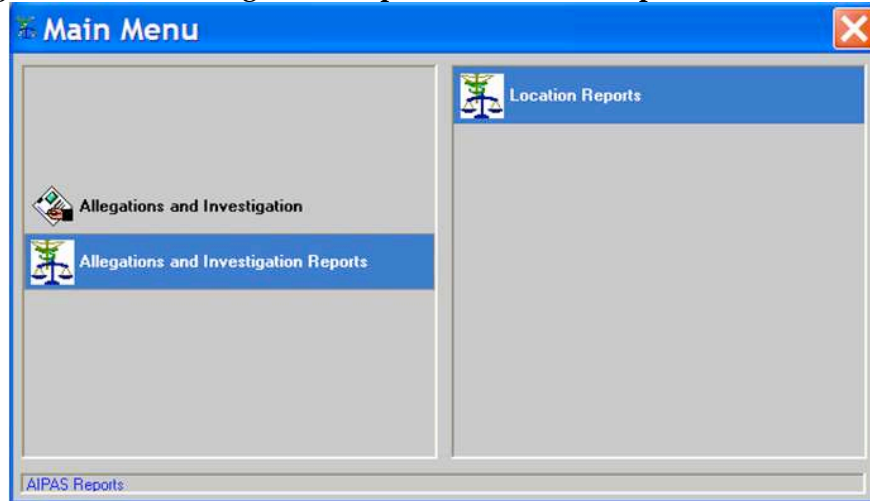 Main Menu
Location Reports
Allegations and Investigation
Allegations and Investigation Reports
AIPAS Reports